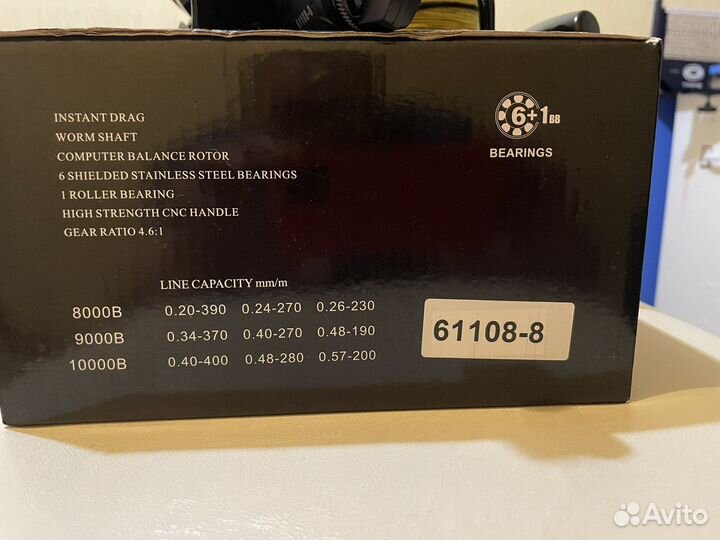 INSTANT DRAG
WORM SHAFT
COMPUTER BALANCE ROTOR
6 SHIELDED STAINLESS STEEL BEARINGS
1 ROLLER BEARING
HIGH STRENGTH CNC HANDLE
GEAR RATIO 4.6:1
6+1BB
BEARINGS
LINE CAPACITY mm/m
8000B 0.20-390 0.24-270 0.26-230
9000B 0.34-370 0.40-270 0.48-190
10000B 0.40-400 0.48-280 0.57-200
61108-8
Avito